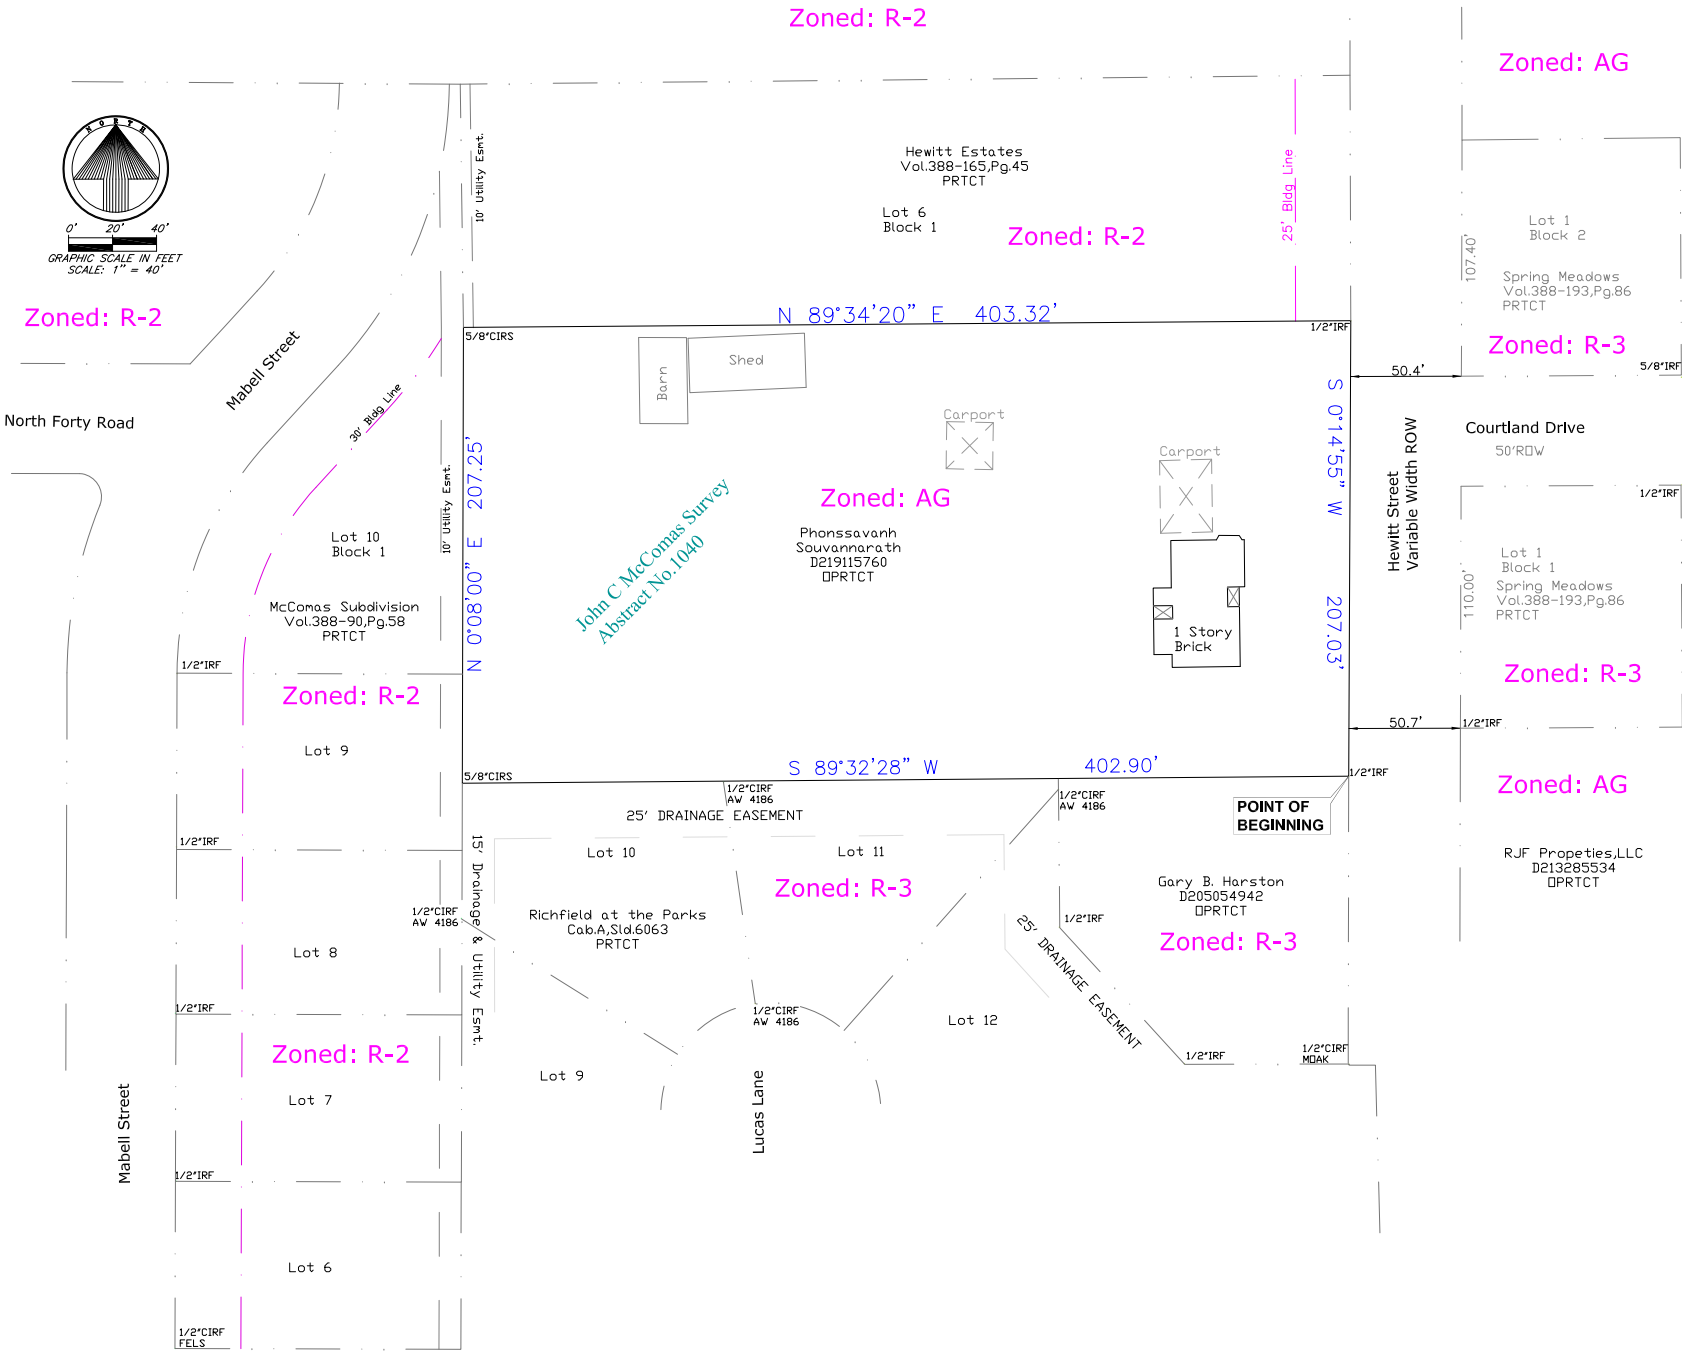 Zoned: R-2
Zoned: AG
NORTH
0' 20' 40'
GRAPHIC SCALE IN FEET
SCALE: 1" = 40'
Zoned: R-2
10' Utility Esmt.
Hewitt Estates
Vol.388-165,Pg.45
PRTCT
Lot 6
Block 1
Zoned: R-2
25' Bldg Line
107.40'
Lot 1
Block 2
Spring Meadows
Vol.388-193,Pg.86
PRTCT
Zoned: R-3
5/8"IRF
N 89°34'20" E 403.32'
5/8"CIRS
1/2"IRF
Mabell Street
North Forty Road
30' Bldg Line
10' Utility Esmt.
N 0°08'00" E 207.25'
Barn
Shed
Carport
Carport
S 0°14'55" W 207.03'
50.4'
Hewitt Street
Variable Width ROW
Courtland Drive
50'ROW
1/2"IRF
Zoned: AG
Phonssavanh
Souvannarath
D219115760
OPRTCT
John C McComas Survey
Abstract No.1040
1 Story
Brick
Lot 10
Block 1
McComas Subdivision
Vol.388-90,Pg.58
PRTCT
110.00'
Lot 1
Block 1
Spring Meadows
Vol.388-193,Pg.86
PRTCT
Zoned: R-3
1/2"IRF
Zoned: R-2
Lot 9
50.7'
1/2"IRF
5/8"CIRS
S 89°32'28" W 402.90'
1/2"IRF
1/2"CIRF
AW 4186
1/2"CIRF
AW 4186
25' DRAINAGE EASEMENT
POINT OF
BEGINNING
Zoned: AG
RJF Propeties,LLC
D213285534
OPRTCT
1/2"IRF
15' Drainage & Utility Esmt.
Lot 10
Lot 11
Zoned: R-3
Gary B. Harston
D205054942
OPRTCT
Zoned: R-3
1/2"CIRF
AW 4186
Richfield at the Parks
Cab.A,Sld.6063
PRTCT
1/2"IRF
25' DRAINAGE EASEMENT
Lot 8
1/2"IRF
1/2"CIRF
AW 4186
Lot 12
Zoned: R-2
1/2"IRF
1/2"CIRF
MOAK
Lot 9
Lot 7
Mabell Street
Lucas Lane
1/2"IRF
Lot 6
1/2"CIRF
FELS